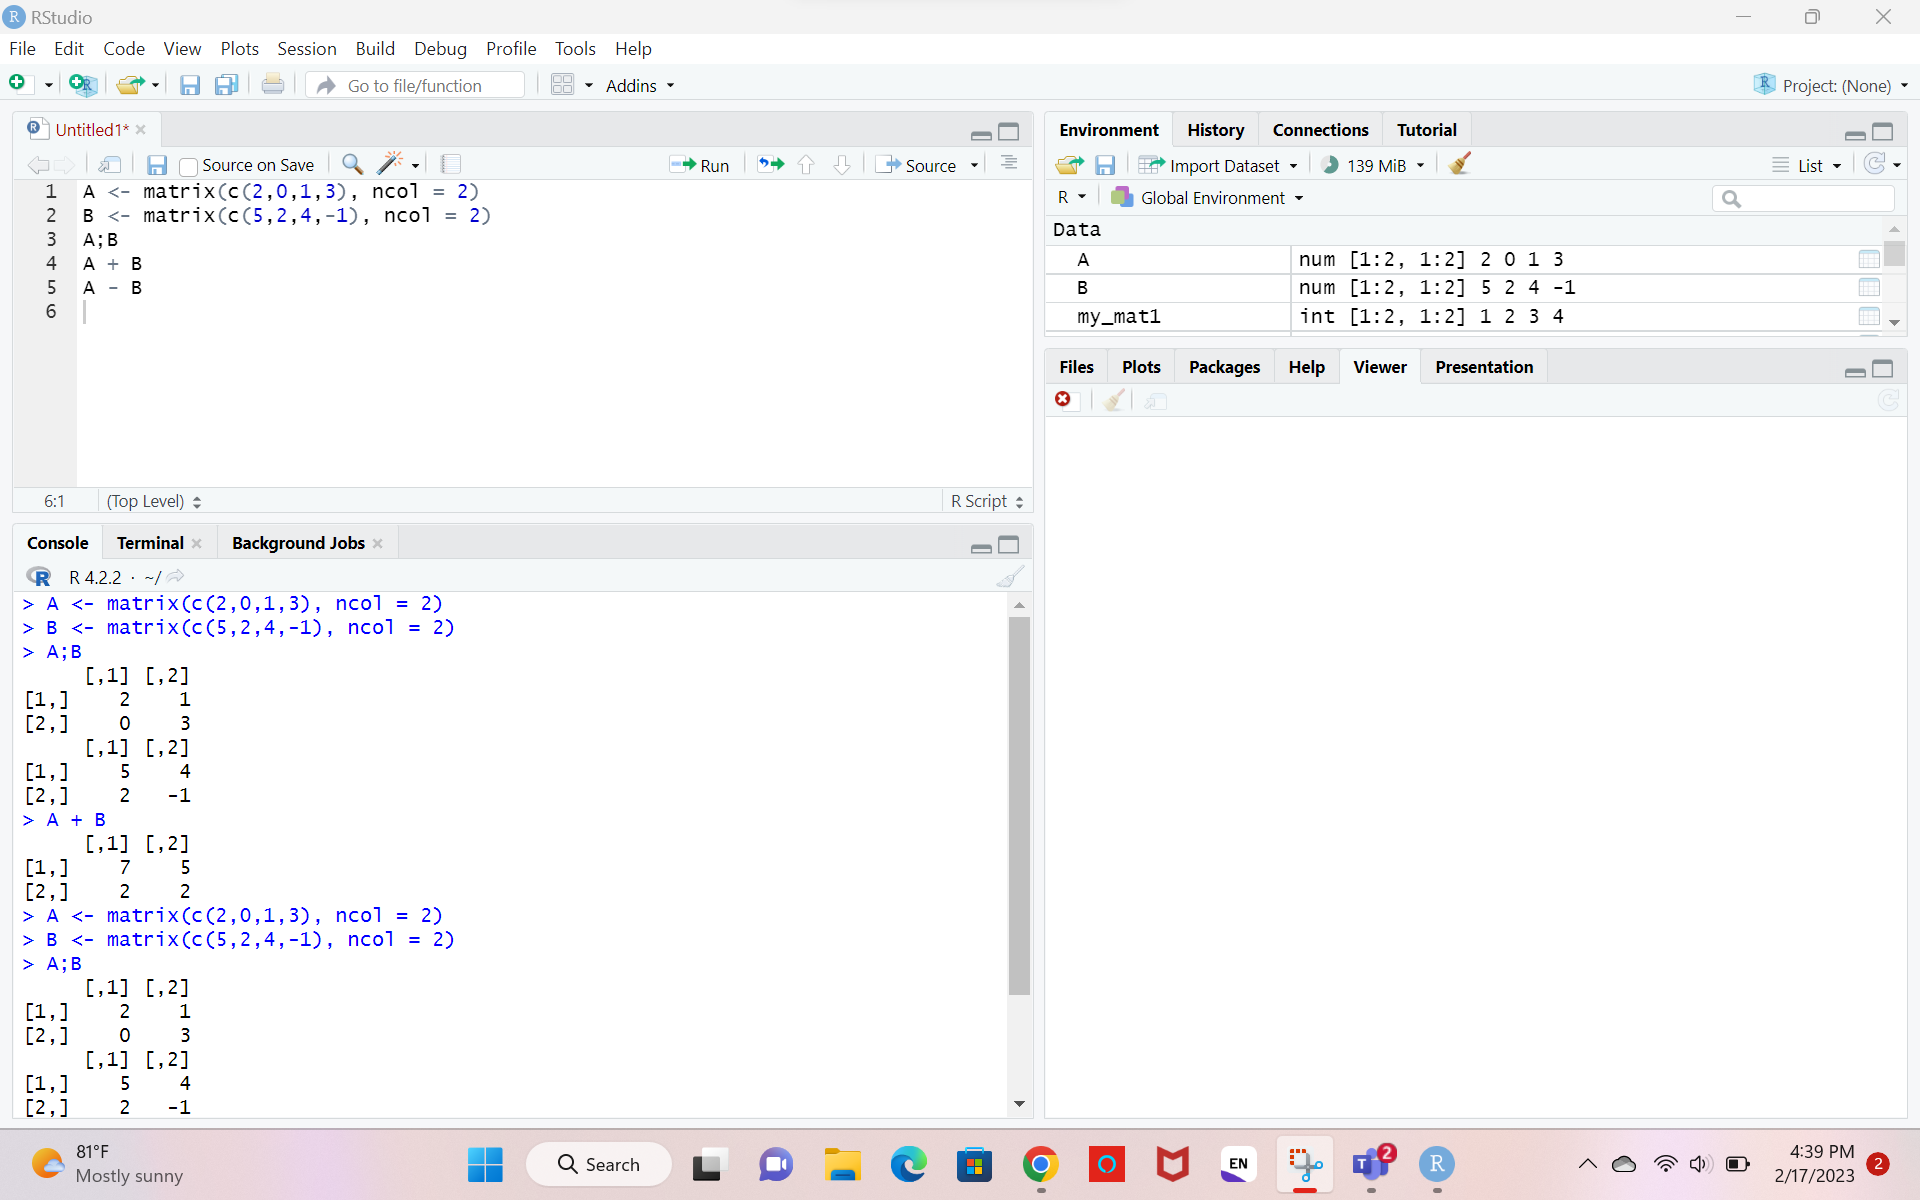 RStudio
File Edit Code View Plots Session Build Debug Profile Tools Help
Go to file/function Addins Project: (None)
Untitled1*
Source on Save Run Source
1 A <- matrix(c(2,0,1,3), ncol = 2)
2 B <- matrix(c(5,2,4,-1), ncol = 2)
3 A;B
4 A + B
5 A - B
6
6:1 (Top Level) R Script
Console Terminal Background Jobs
R 4.2.2 · ~/
> A <- matrix(c(2,0,1,3), ncol = 2)
> B <- matrix(c(5,2,4,-1), ncol = 2)
> A;B
     [,1] [,2]
[1,]    2    1
[2,]    0    3
     [,1] [,2]
[1,]    5    4
[2,]    2   -1
> A + B
     [,1] [,2]
[1,]    7    5
[2,]    2    2
> A <- matrix(c(2,0,1,3), ncol = 2)
> B <- matrix(c(5,2,4,-1), ncol = 2)
> A;B
     [,1] [,2]
[1,]    2    1
[2,]    0    3
     [,1] [,2]
[1,]    5    4
[2,]    2   -1
Environment History Connections Tutorial
Import Dataset 139 MiB List
R Global Environment
Data
A num [1:2, 1:2] 2 0 1 3
B num [1:2, 1:2] 5 2 4 -1
my_mat1 int [1:2, 1:2] 1 2 3 4
Files Plots Packages Help Viewer Presentation
81°F
Mostly sunny
Search
EN
2
R
4:39 PM
2/17/2023
2